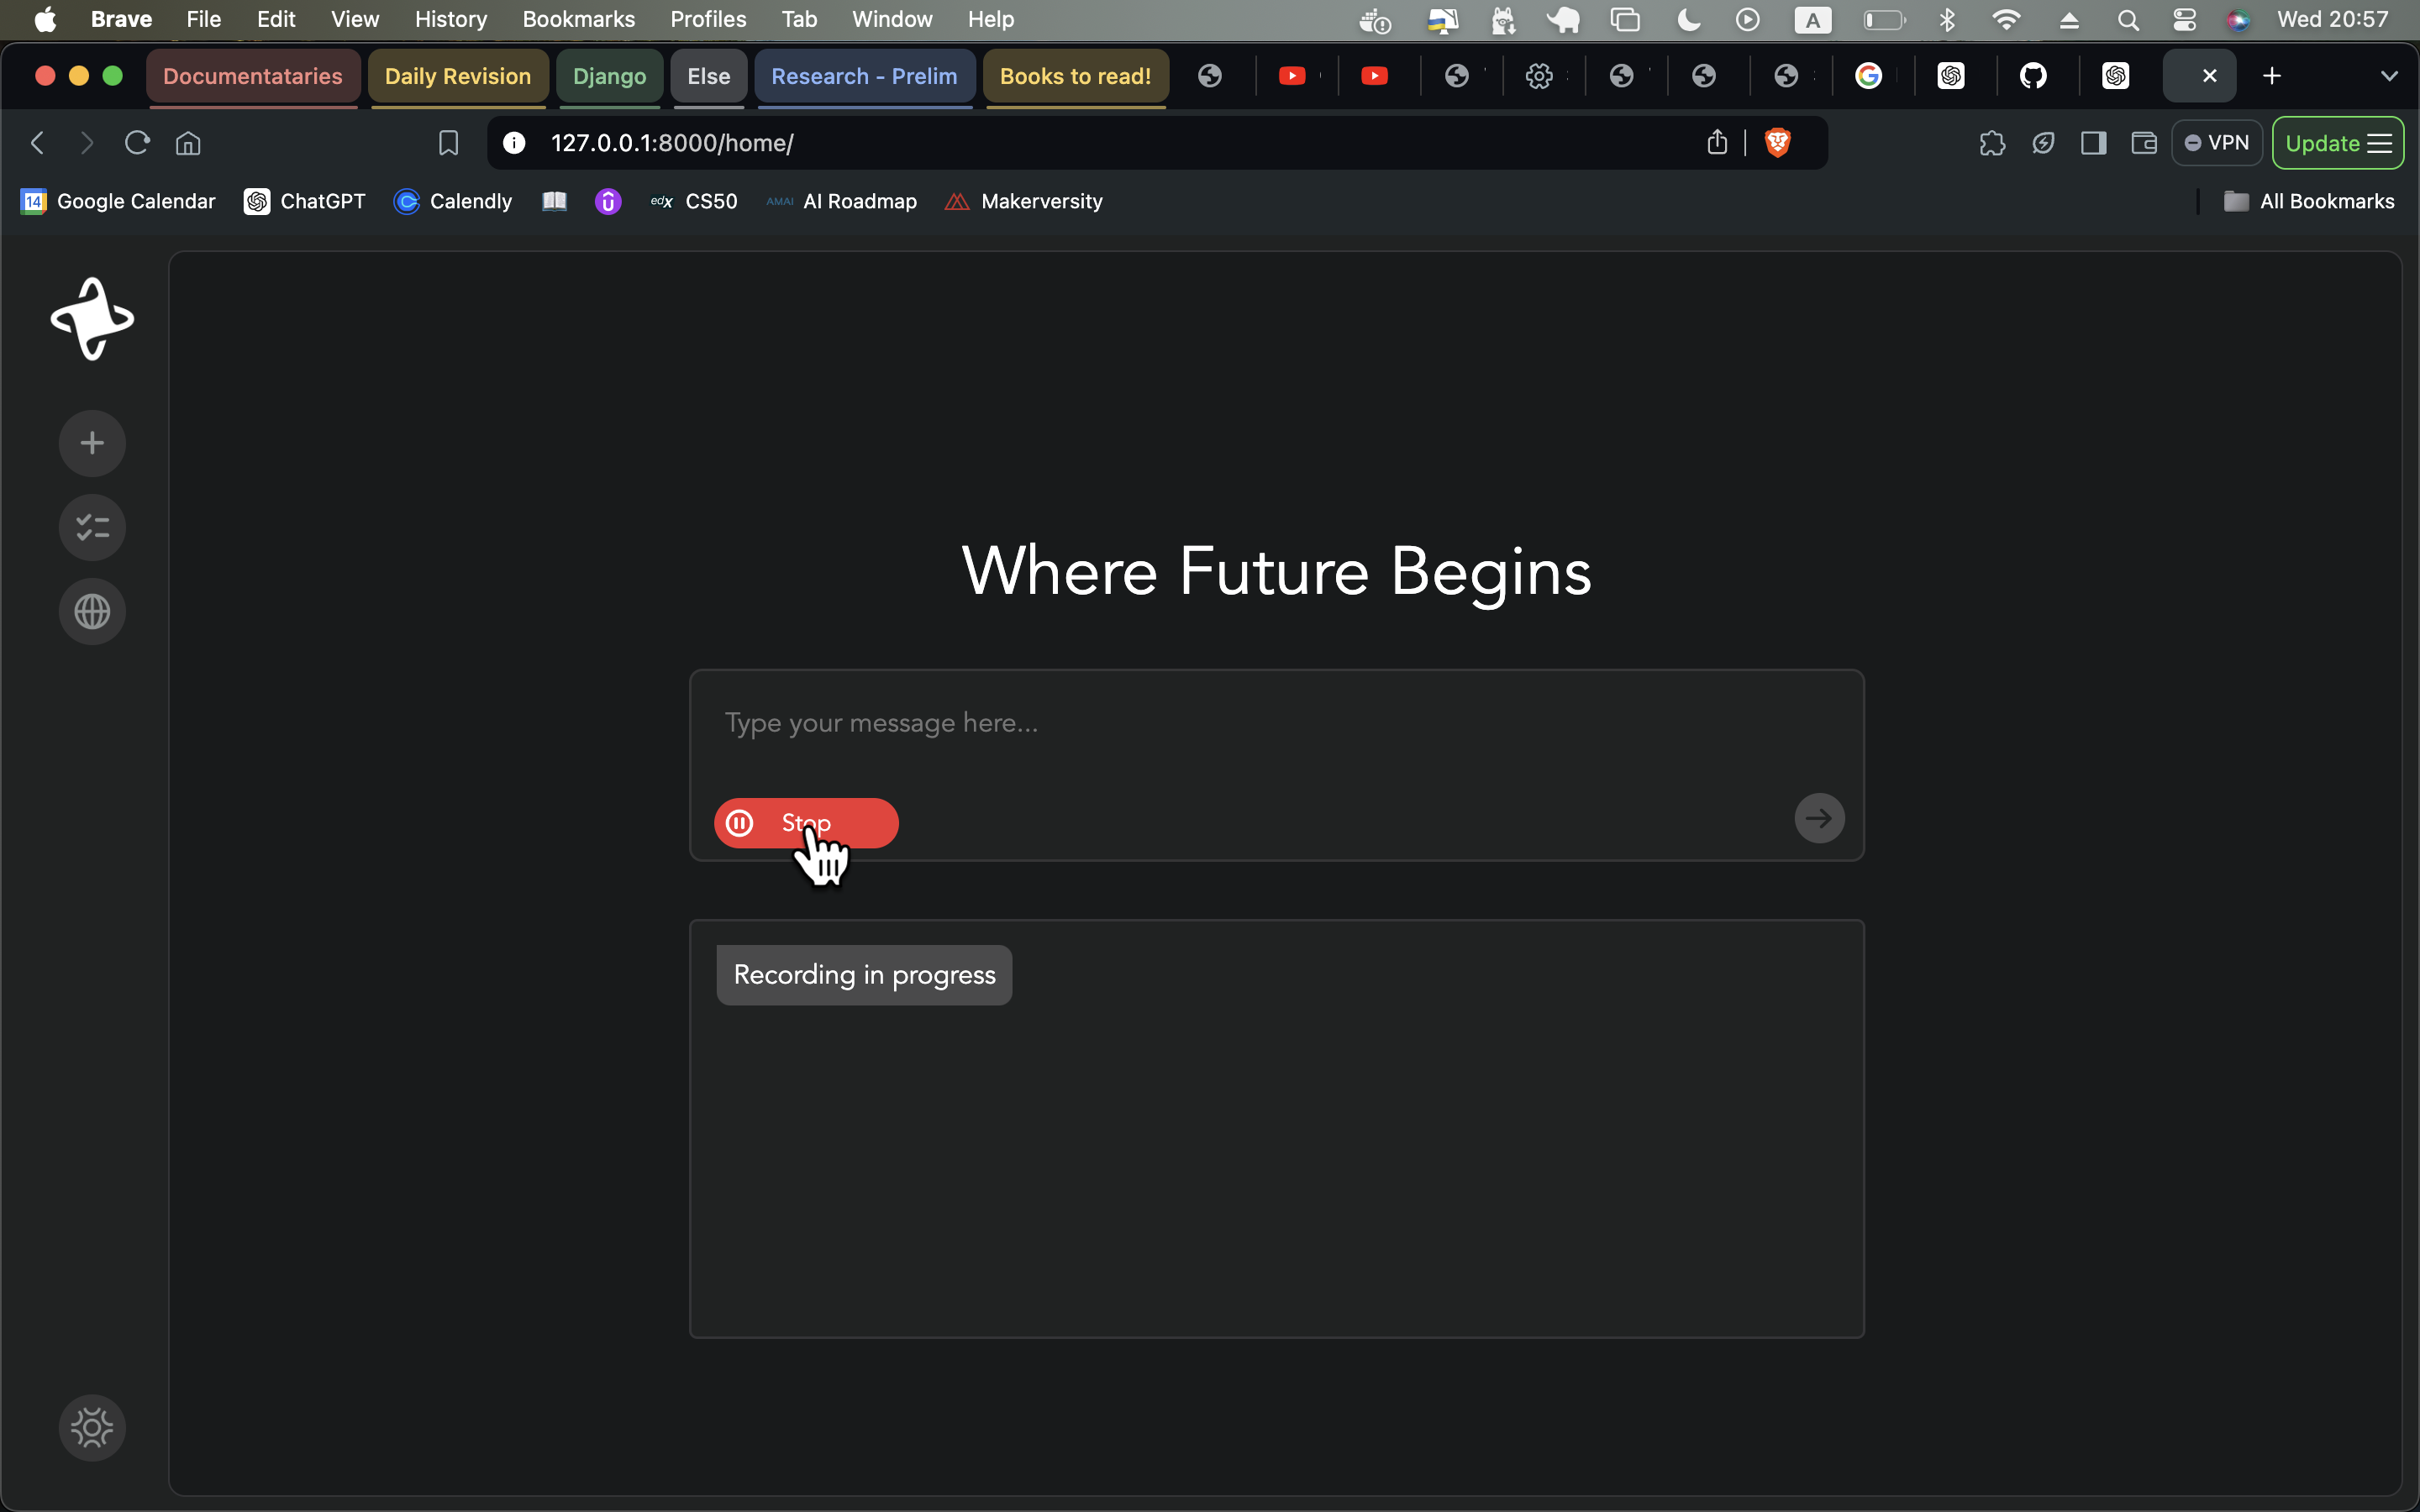 Brave File Edit View History Bookmarks Profiles Tab Window Help A Wed 20:57
Documentataries Daily Revision Django Else Research - Prelim Books to read!
127.0.0.1:8000/home/ VPN Update
14 Google Calendar ChatGPT Calendly edX CS50 AMAI AI Roadmap Makerversity All Bookmarks
Where Future Begins
Type your message here...
Stop
Recording in progress